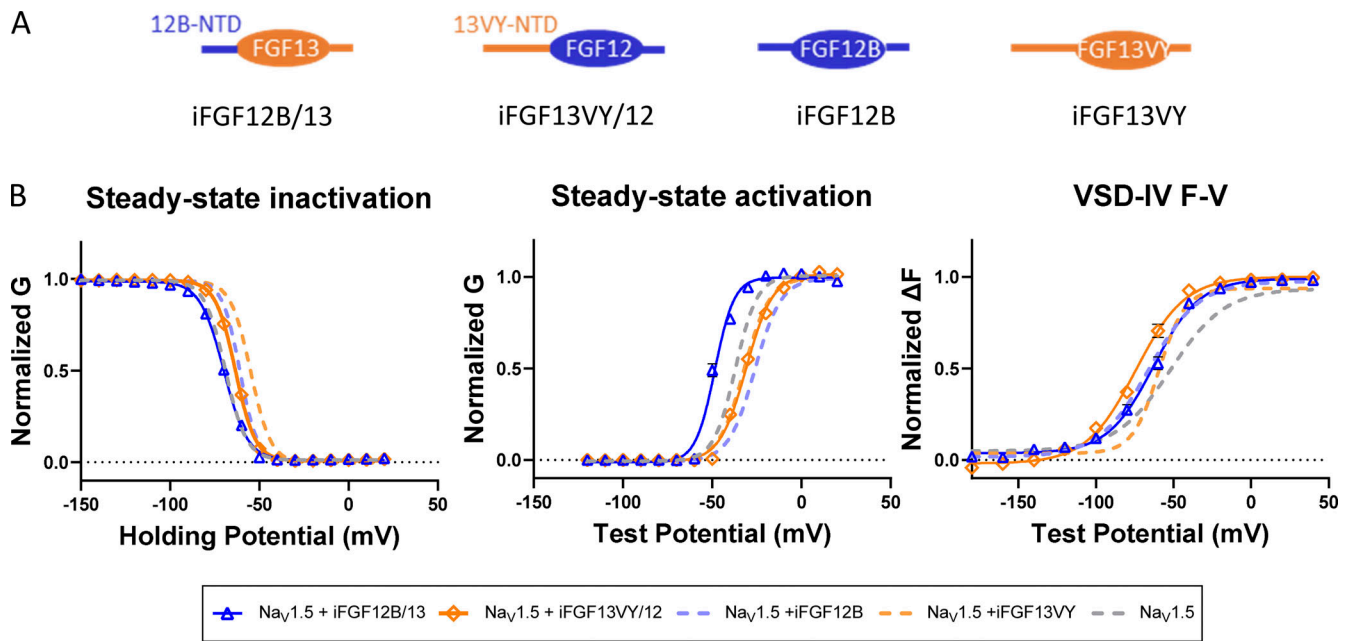 A
12B-NTD
FGF13
iFGF12B/13
13VY-NTD
FGF12
iFGF13VY/12
FGF12B
iFGF12B
FGF13VY
iFGF13VY
B
Steady-state inactivation
Normalized G
1.0
0.5
0.0
-150 -100 -50 0 50
Holding Potential (mV)
Steady-state activation
Normalized G
1.0
0.5
0.0
-150 -100 -50 0 50
Test Potential (mV)
VSD-IV F-V
Normalized ΔF
1.0
0.5
0.0
-150 -100 -50 0 50
Test Potential (mV)
NaV1.5 + iFGF12B/13 NaV1.5 + iFGF13VY/12 NaV1.5 +iFGF12B NaV1.5 +iFGF13VY NaV1.5